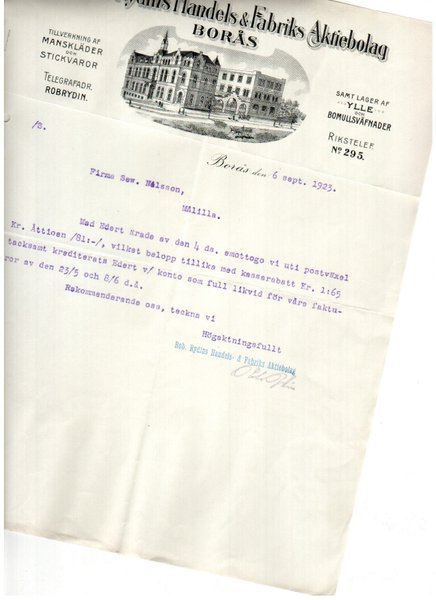 Rydins Handels & Fabriks Aktiebolag
BORÅS
TILLVERKNING AF
MANSKLÄDER
OCH
STICKVAROR
TELEGRAFADR.
ROBRYDIN.
SAMT LAGER AF
YLLE
OCH
BOMULLSVÄFNADER
RIKSTELEF.
No 295.
/B.
Borås den 6 sept. 1923.
Firma Sew. Nilsson,
Målilla.
Med Edert ärade av den 4 ds. emottogo vi uti postväxel
Kr. Åttioen /81:-/, vilket belopp tillika med kassarabatt Kr. 1:65
tacksamt krediterats Edert v/ konto som full likvid för våra faktu-
ror av den 23/5 och 8/6 d.å.
Rekommenderande oss, teckna vi
Högaktningsfullt
Rob. Rydins Handels- & Fabriks Aktiebolag